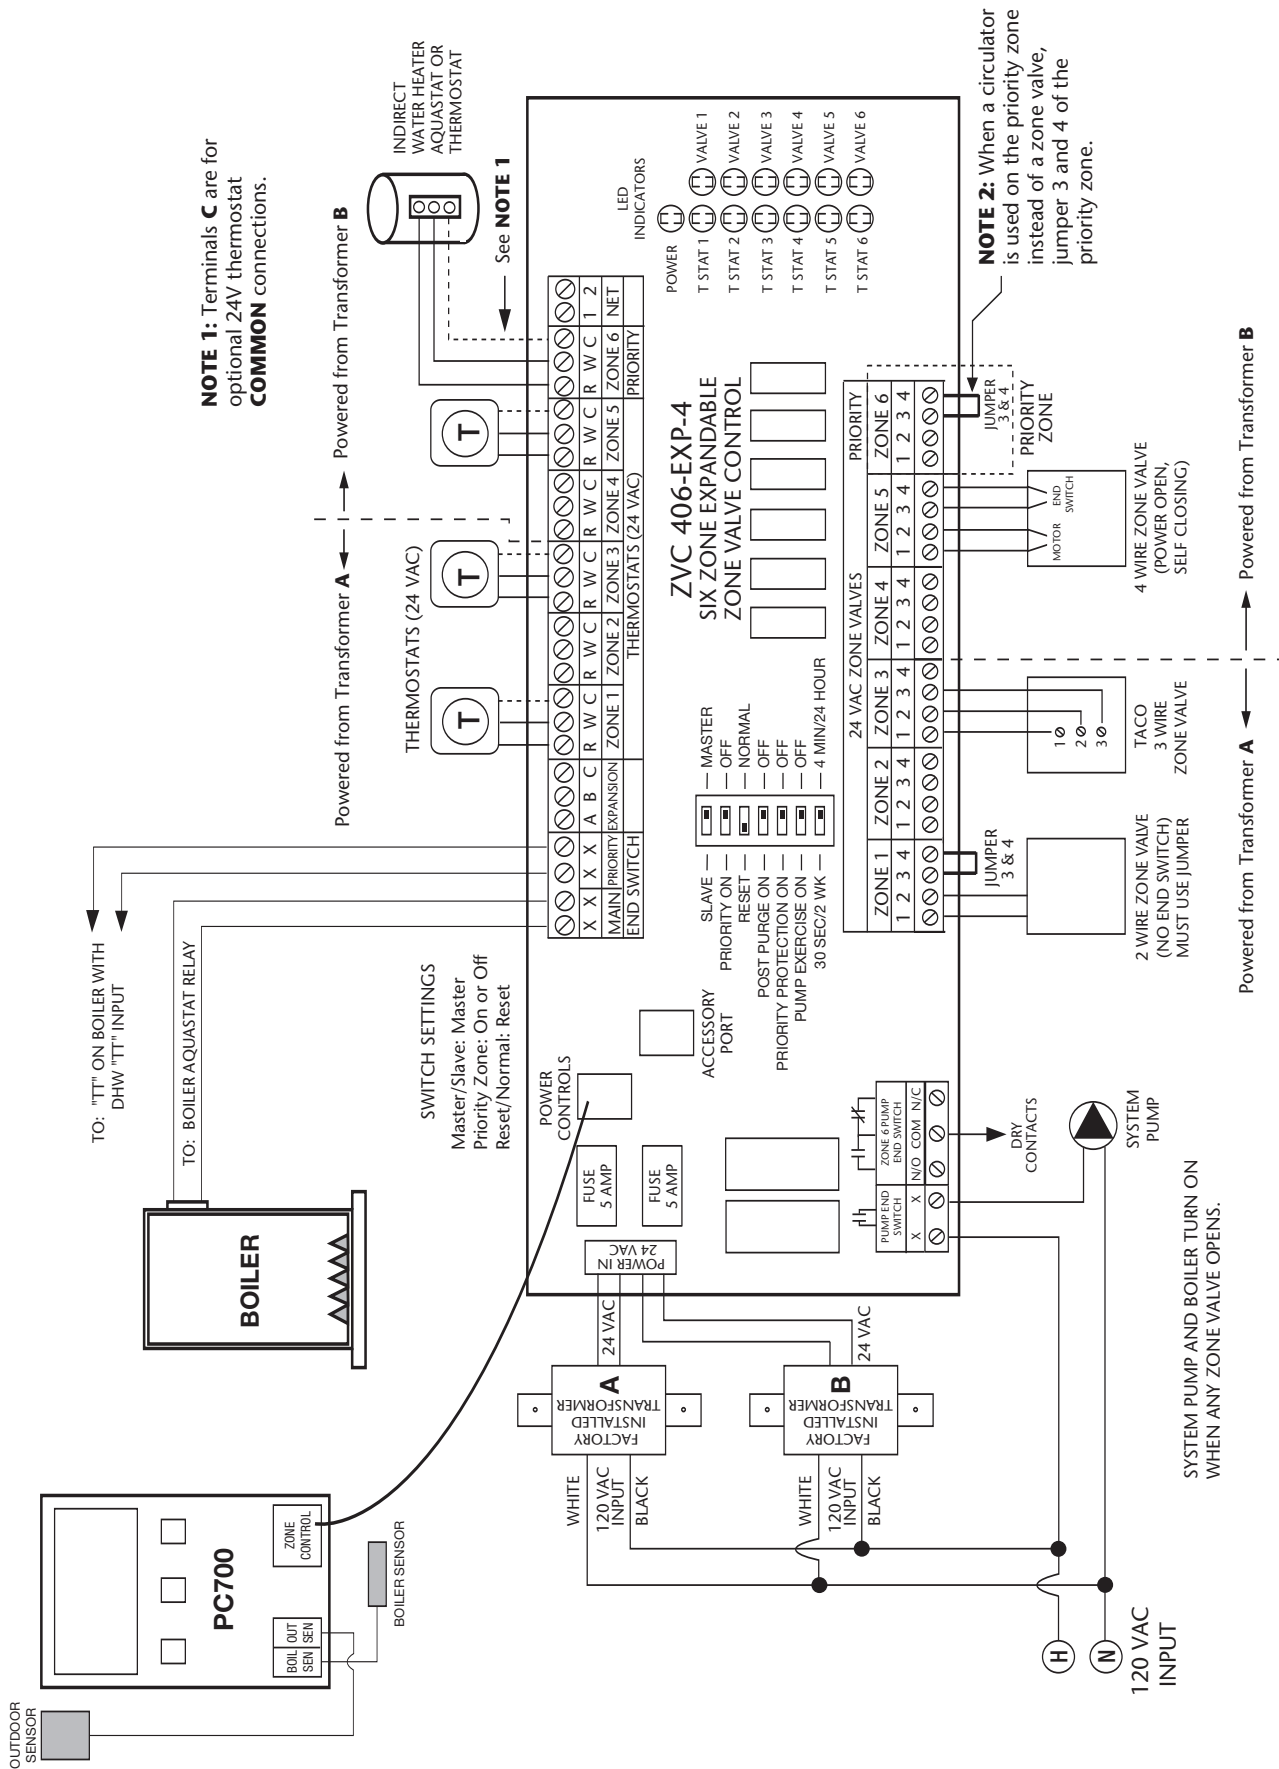 OUTDOOR
SENSOR
PC700
BOIL
SEN
OUT
SEN
ZONE
CONTROL
BOILER SENSOR
BOILER
TO: "TT" ON BOILER WITH
DHW "TT" INPUT
TO: BOILER AQUASTAT RELAY
SWITCH SETTINGS
Master/Slave: Master
Priority Zone: On or Off
Reset/Normal: Reset
NOTE 1: Terminals C are for
optional 24V thermostat
COMMON connections.
Powered from Transformer A
Powered from Transformer B
THERMOSTATS (24 VAC)
T
T
T
INDIRECT
WATER HEATER
AQUASTAT OR
THERMOSTAT
See NOTE 1
X X X X A B C R W C R W C R W C R W C R W C R W C 1 2
MAIN PRIORITY EXPANSION ZONE 1 ZONE 2 ZONE 3 ZONE 4 ZONE 5 ZONE 6 NET
END SWITCH THERMOSTATS (24 VAC) PRIORITY
POWER
CONTROLS
FUSE
5 AMP
FUSE
5 AMP
POWER IN
24 VAC
ACCESSORY
PORT
SLAVE MASTER
PRIORITY ON OFF
RESET NORMAL
POST PURGE ON OFF
PRIORITY PROTECTION ON OFF
PUMP EXERCISE ON OFF
30 SEC/2 WK 4 MIN/24 HOUR
ZVC 406-EXP-4
SIX ZONE EXPANDABLE
ZONE VALVE CONTROL
LED
INDICATORS
POWER
T STAT 1 VALVE 1
T STAT 2 VALVE 2
T STAT 3 VALVE 3
T STAT 4 VALVE 4
T STAT 5 VALVE 5
T STAT 6 VALVE 6
24 VAC ZONE VALVES PRIORITY
ZONE 1 ZONE 2 ZONE 3 ZONE 4 ZONE 5 ZONE 6
1 2 3 4 1 2 3 4 1 2 3 4 1 2 3 4 1 2 3 4 1 2 3 4
PUMP END
SWITCH
X X
ZONE 6 PUMP
END SWITCH
N/O COM N/C
DRY
CONTACTS
SYSTEM
PUMP
JUMPER
3 & 4
2 WIRE ZONE VALVE
(NO END SWITCH)
MUST USE JUMPER
1
2
3
TACO
3 WIRE
ZONE VALVE
MOTOR
END
SWITCH
4 WIRE ZONE VALVE
(POWER OPEN,
SELF CLOSING)
JUMPER
3 & 4
PRIORITY
ZONE
NOTE 2: When a circulator
is used on the priority zone
instead of a zone valve,
jumper 3 and 4 of the
priority zone.
Powered from Transformer A
Powered from Transformer B
24 VAC
A
FACTORY
INSTALLED
TRANSFORMER
WHITE
120 VAC
INPUT
BLACK
24 VAC
B
FACTORY
INSTALLED
TRANSFORMER
WHITE
120 VAC
INPUT
BLACK
H
N
120 VAC
INPUT
SYSTEM PUMP AND BOILER TURN ON
WHEN ANY ZONE VALVE OPENS.